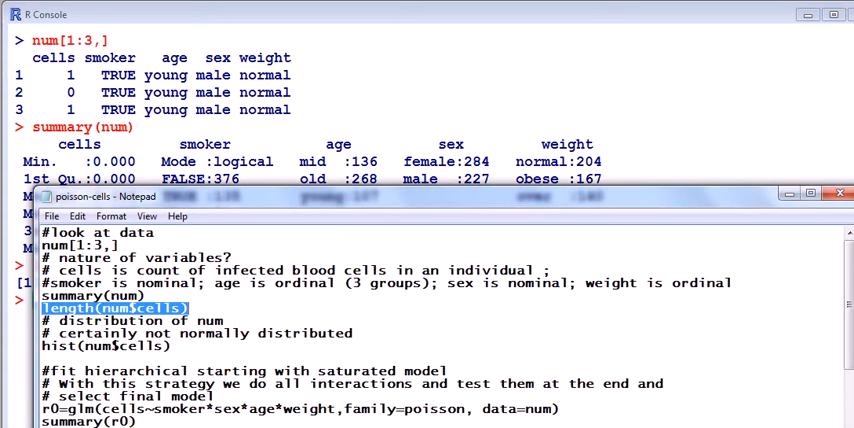 R Console
> num[1:3,]
cells smoker age sex weight
1 1 TRUE young male normal
2 0 TRUE young male normal
3 1 TRUE young male normal
> summary(num)
cells smoker age sex weight
Min. :0.000 Mode :logical mid :136 female:284 normal:204
1st Qu.:0.000 FALSE:376 old :268 male :227 obese :167
poisson-cells - Notepad
File Edit Format View Help
#look at data
num[1:3,]
# nature of variables?
# cells is count of infected blood cells in an individual ;
#smoker is nominal; age is ordinal (3 groups); sex is nominal; weight is ordinal
summary(num)
length(num$cells)
# distribution of num
# certainly not normally distributed
hist(num$cells)
#fit hierarchical starting with saturated model
# With this strategy we do all interactions and test them at the end and
# select final model
r0=glm(cells~smoker*sex*age*weight,family=poisson, data=num)
summary(r0)